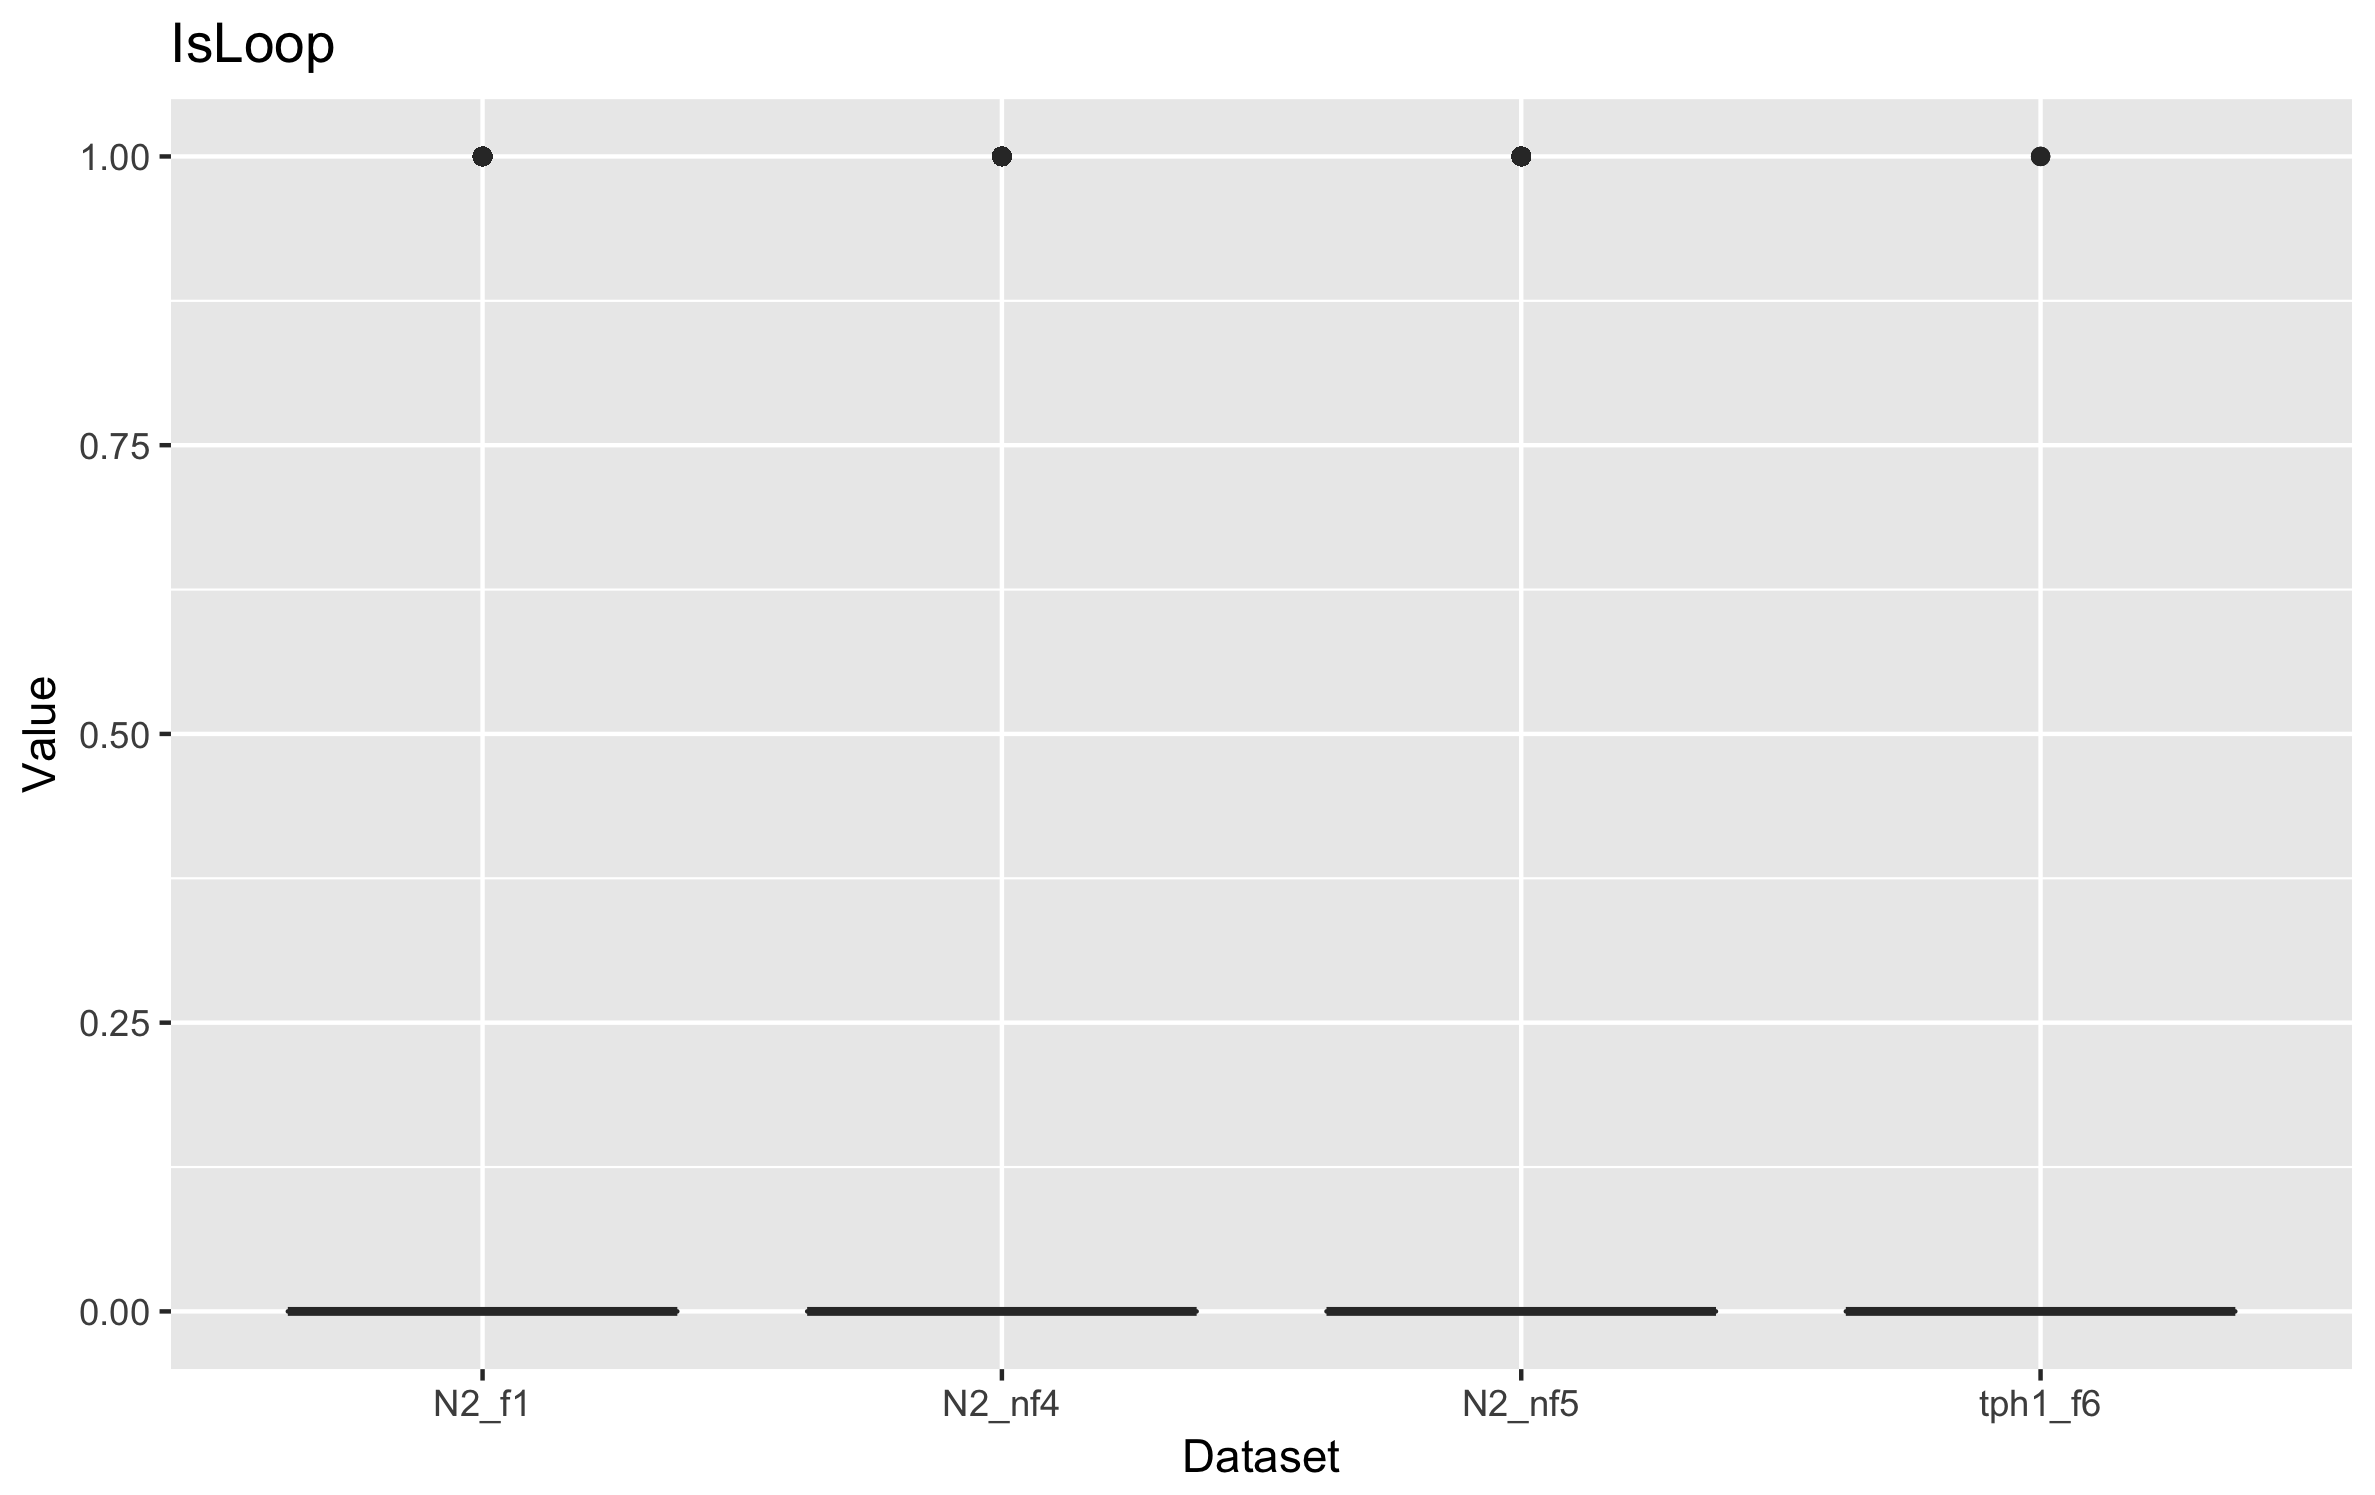 IsLoop
1.00
0.75
0.50
0.25
0.00
Value
N2_f1 N2_nf4 N2_nf5 tph1_f6
Dataset